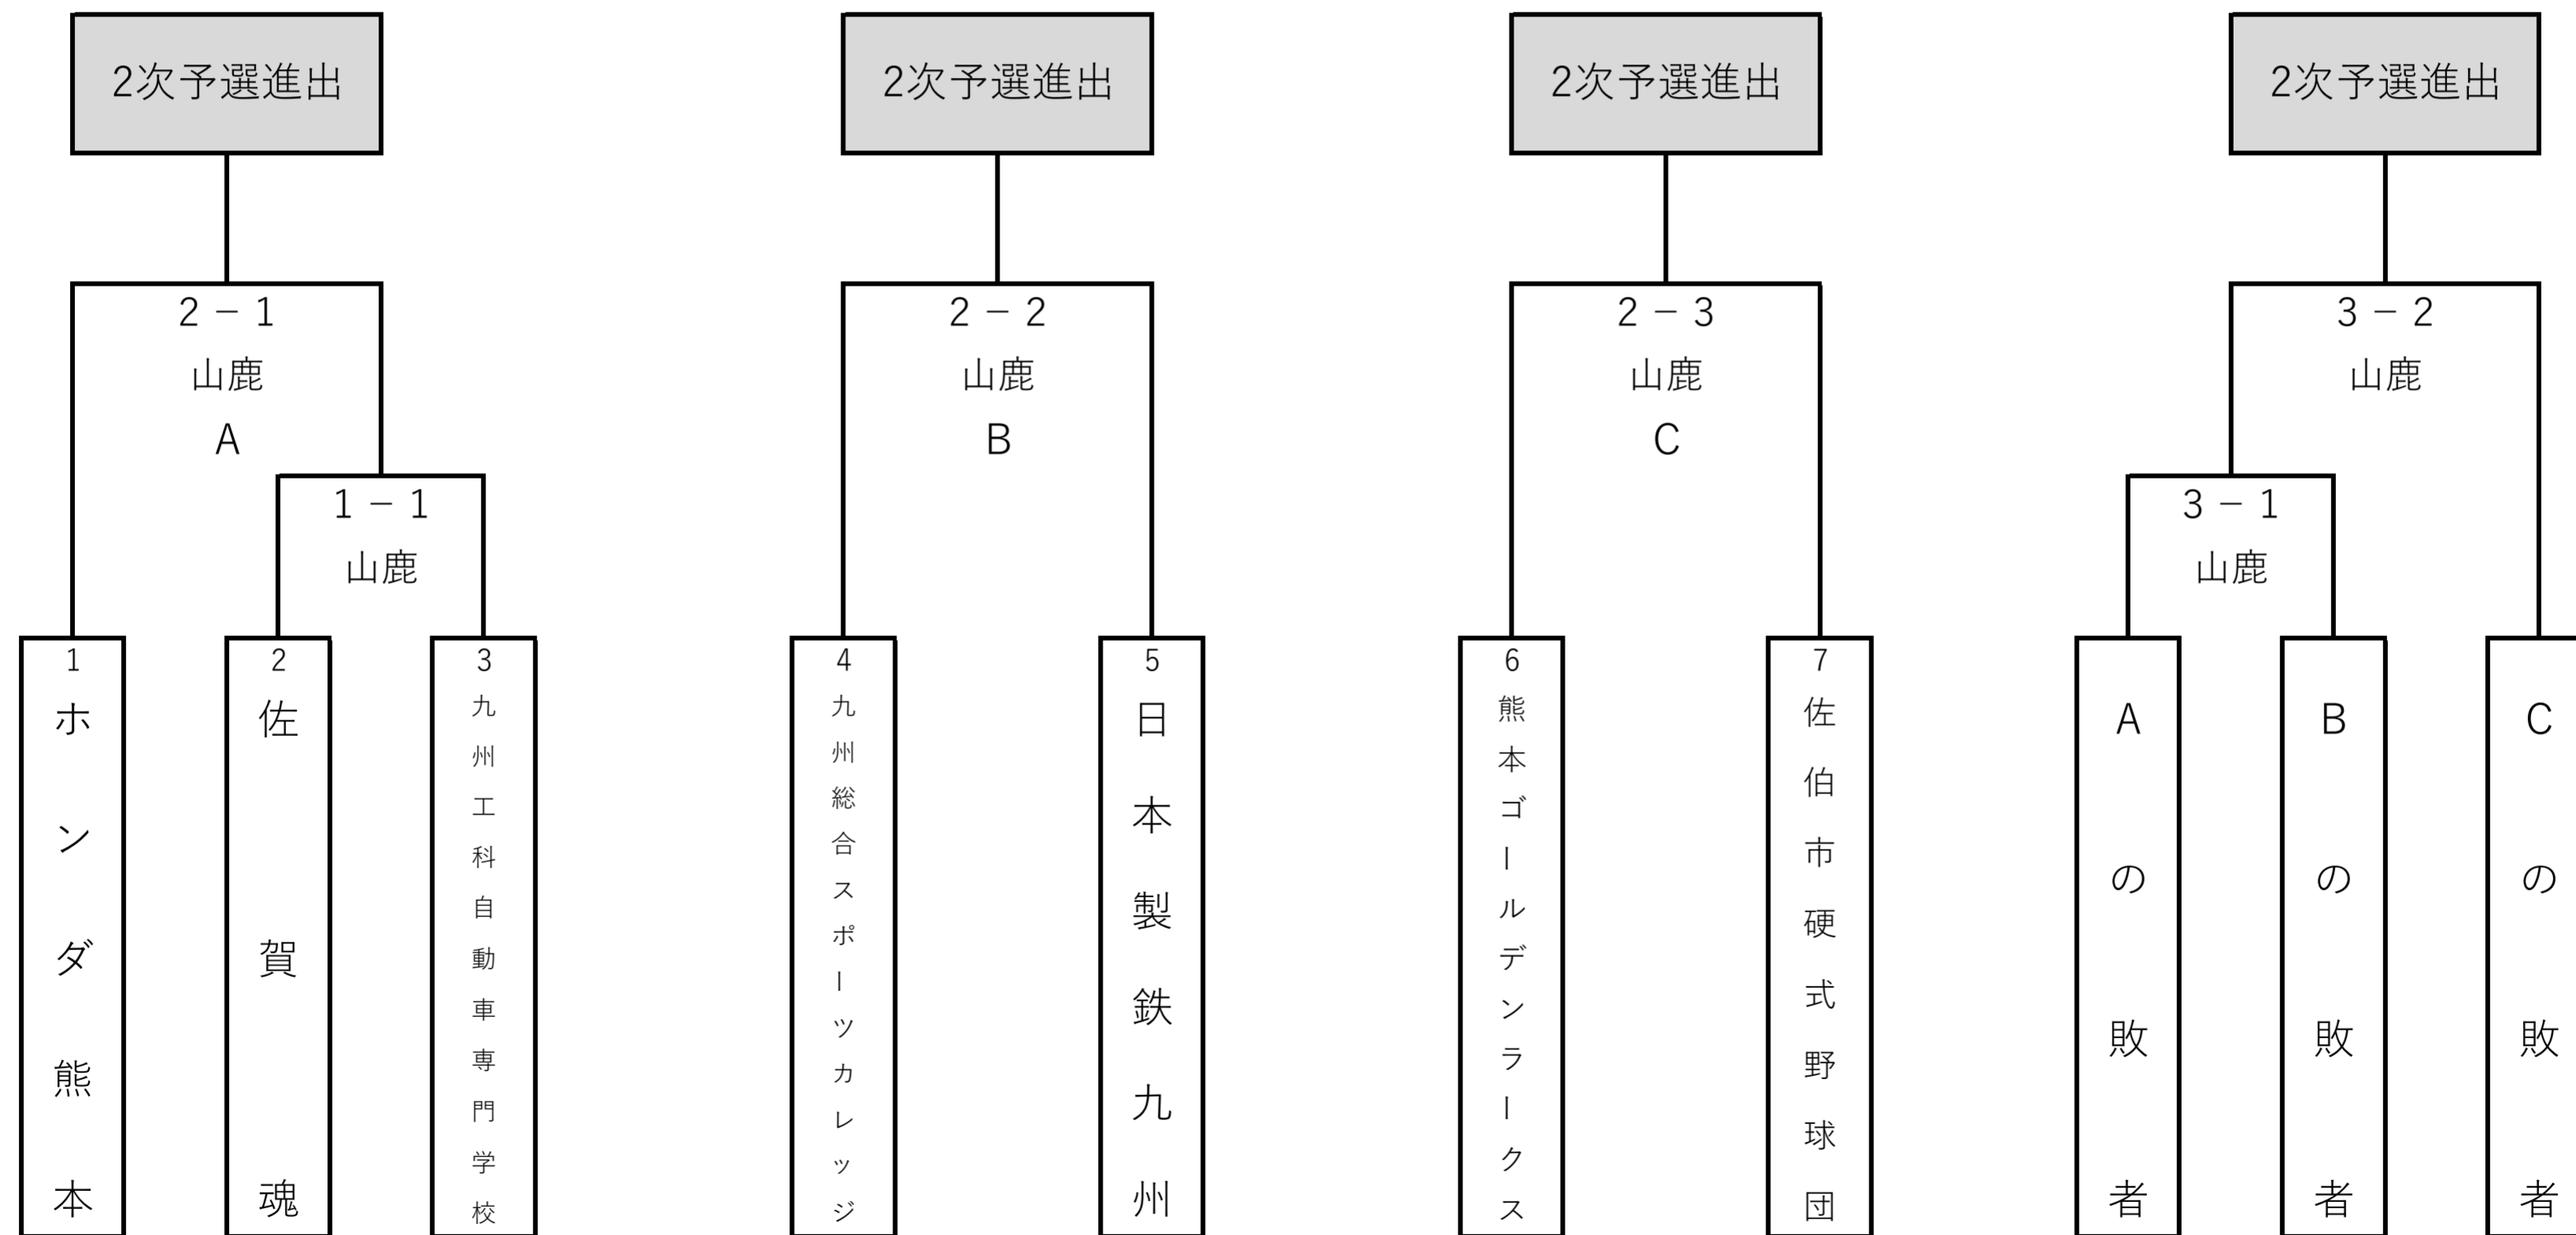 2次予選進出
2次予選進出
2次予選進出
2次予選進出
2－1
山鹿
A
2－2
山鹿
B
2－3
山鹿
C
3－2
山鹿
1－1
山鹿
3－1
山鹿
1
ホンダ熊本
2
佐賀魂
3
九州工科自動車専門学校
4
九州総合スポーツカレッジ
5
日本製鉄九州
6
熊本ゴールデンラークス
7
佐伯市硬式野球団
Aの敗者
Bの敗者
Cの敗者